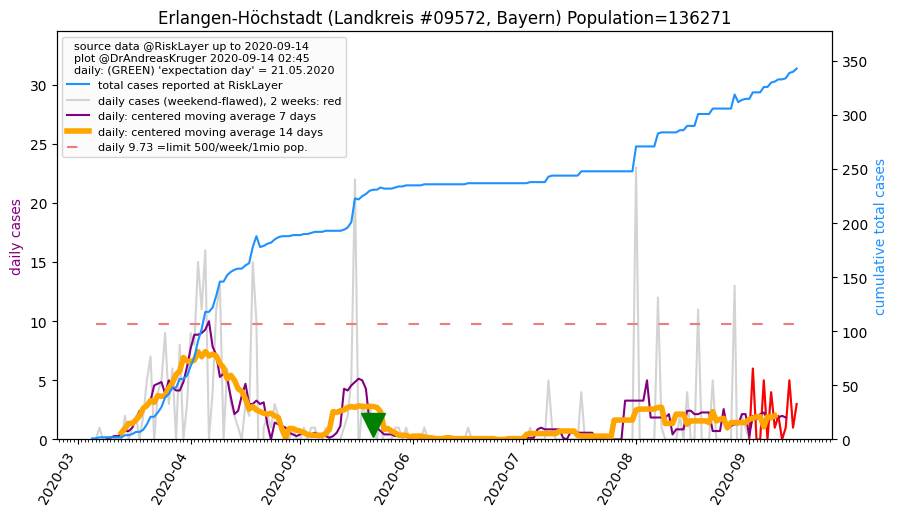 Erlangen-Höchstadt (Landkreis #09572, Bayern) Population=136271
source data @RiskLayer up to 2020-09-14
plot @DrAndreasKruger 2020-09-14 02:45
daily: (GREEN) 'expectation day' = 21.05.2020
total cases reported at RiskLayer
daily cases (weekend-flawed), 2 weeks: red
daily: centered moving average 7 days
daily: centered moving average 14 days
daily 9.73 =limit 500/week/1mio pop.
daily cases
0
5
10
15
20
25
30
cumulative total cases
0
50
100
150
200
250
300
350
2020-03
2020-04
2020-05
2020-06
2020-07
2020-08
2020-09